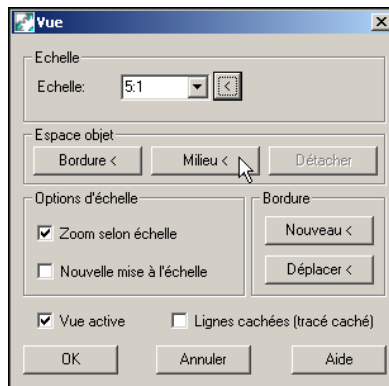 Vue
Echelle
Echelle: 5:1 <
Espace objet
Bordure < Milieu < Détacher
Options d'échelle Bordure
Zoom selon échelle Nouveau <
Nouvelle mise à l'échelle Déplacer <
Vue active Lignes cachées (tracé caché)
OK Annuler Aide